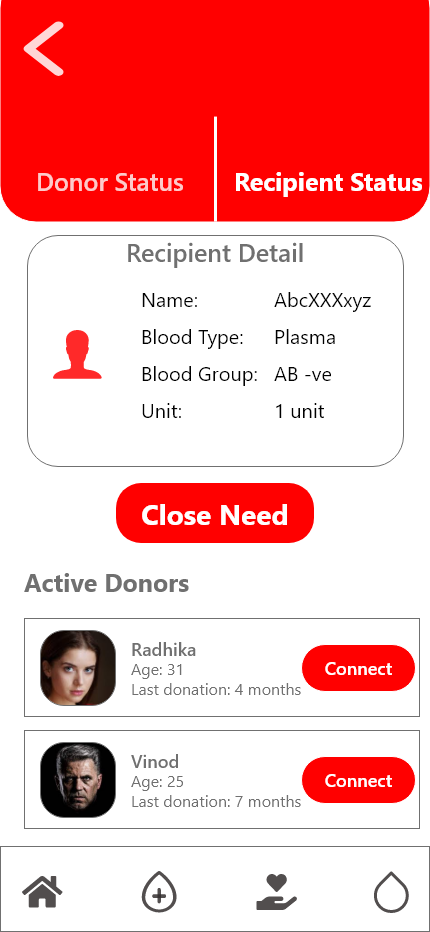 Donor Status
Recipient Status
Recipient Detail
Name: AbcXXXxyz
Blood Type: Plasma
Blood Group: AB -ve
Unit: 1 unit
Close Need
Active Donors
Radhika
Age: 31
Last donation: 4 months
Connect
Vinod
Age: 25
Last donation: 7 months
Connect